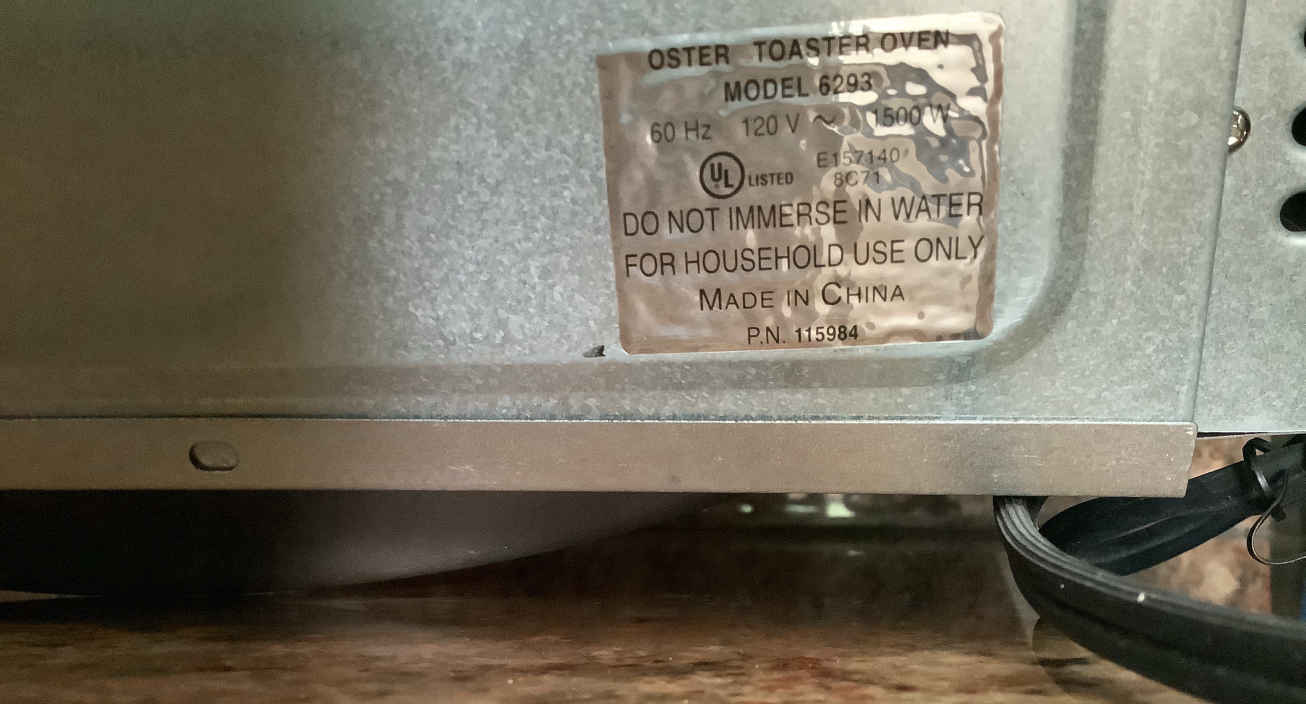 OSTER TOASTER OVEN
MODEL 6293
60 Hz 120 V ~ 1500 W
UL LISTED E157140
8C71
DO NOT IMMERSE IN WATER
FOR HOUSEHOLD USE ONLY
MADE IN CHINA
P.N. 115984